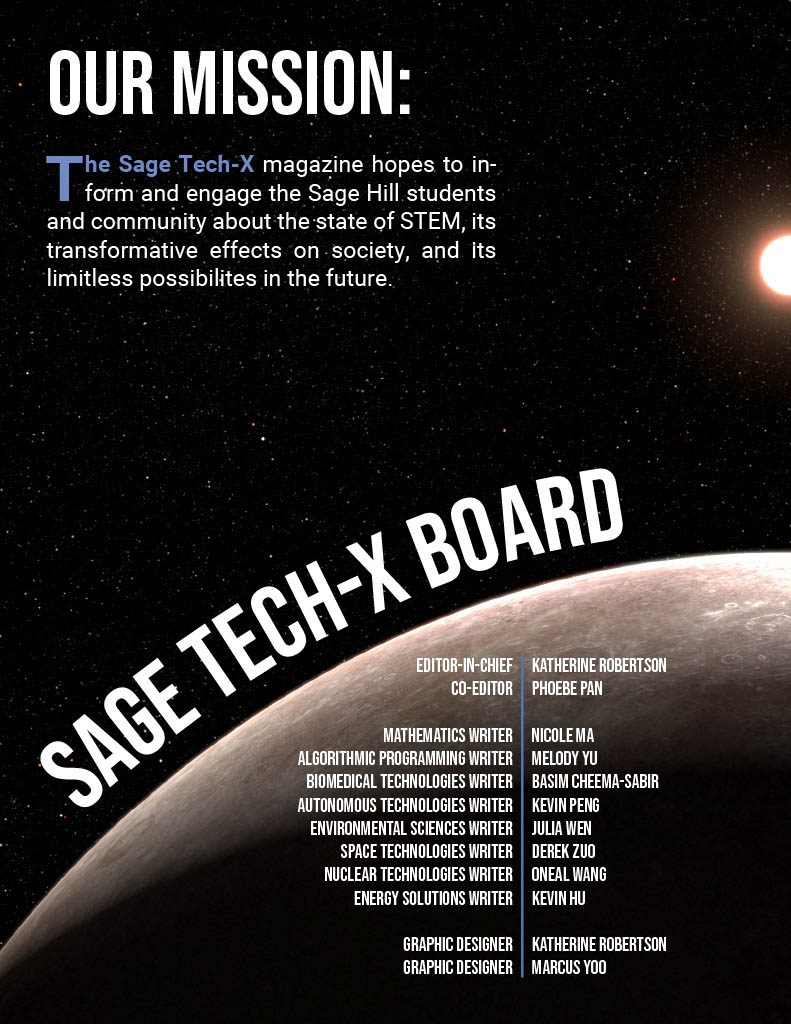 OUR MISSION:
The Sage Tech-X magazine hopes to in-
form and engage the Sage Hill students
and community about the state of STEM, its
transformative effects on society, and its
limitless possibilites in the future.
SAGE TECH-X BOARD
EDITOR-IN-CHIEF KATHERINE ROBERTSON
CO-EDITOR PHOEBE PAN
MATHEMATICS WRITER NICOLE MA
ALGORITHMIC PROGRAMMING WRITER MELODY YU
BIOMEDICAL TECHNOLOGIES WRITER BASIM CHEEMA-SABIR
AUTONOMOUS TECHNOLOGIES WRITER KEVIN PENG
ENVIRONMENTAL SCIENCES WRITER JULIA WEN
SPACE TECHNOLOGIES WRITER DEREK ZUO
NUCLEAR TECHNOLOGIES WRITER ONEAL WANG
ENERGY SOLUTIONS WRITER KEVIN HU
GRAPHIC DESIGNER KATHERINE ROBERTSON
GRAPHIC DESIGNER MARCUS YOO